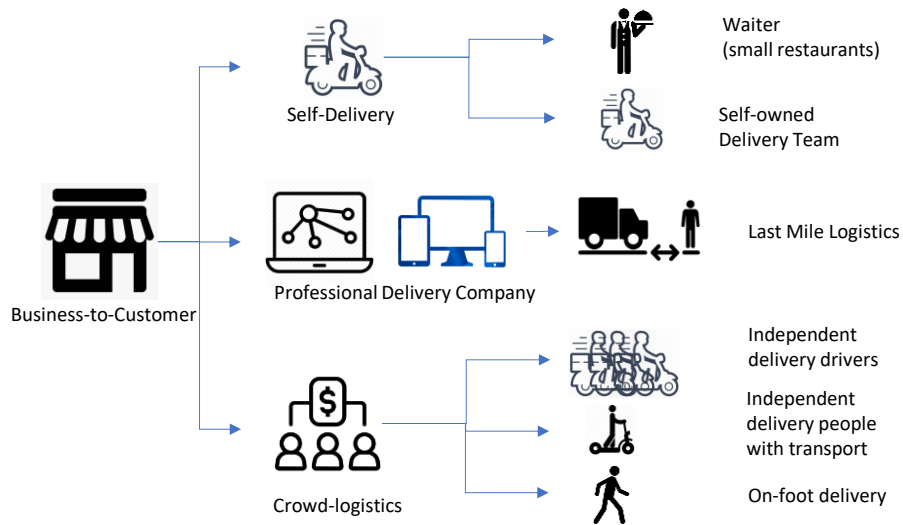 Waiter
(small restaurants)
Self-Delivery
Self-owned
Delivery Team
Business-to-Customer
Professional Delivery Company
Last Mile Logistics
$
Crowd-logistics
Independent
delivery drivers
Independent
delivery people
with transport
On-foot delivery